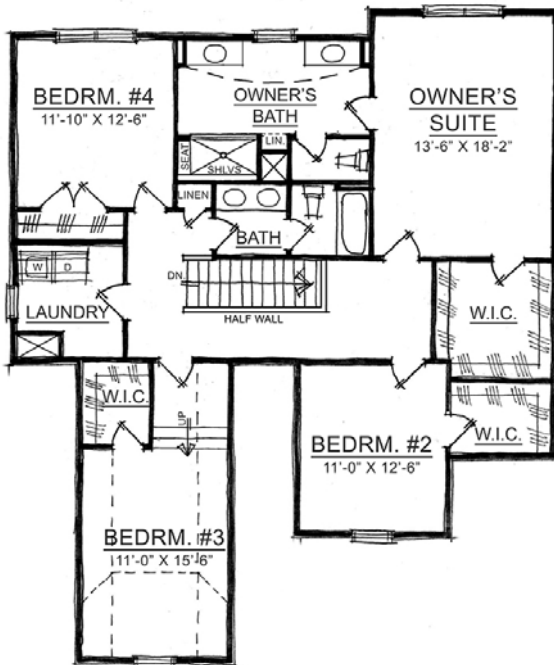 BEDRM. #4
11'-10" X 12'-6"
OWNER'S
BATH
OWNER'S
SUITE
13'-6" X 18'-2"
SEAT
SHLVS
LIN.
LINEN
BATH
W
D
LAUNDRY
DN.
HALF WALL
W.I.C.
W.I.C.
UP
BEDRM. #2
11'-0" X 12'-6"
W.I.C.
BEDRM. #3
11'-0" X 15'-6"